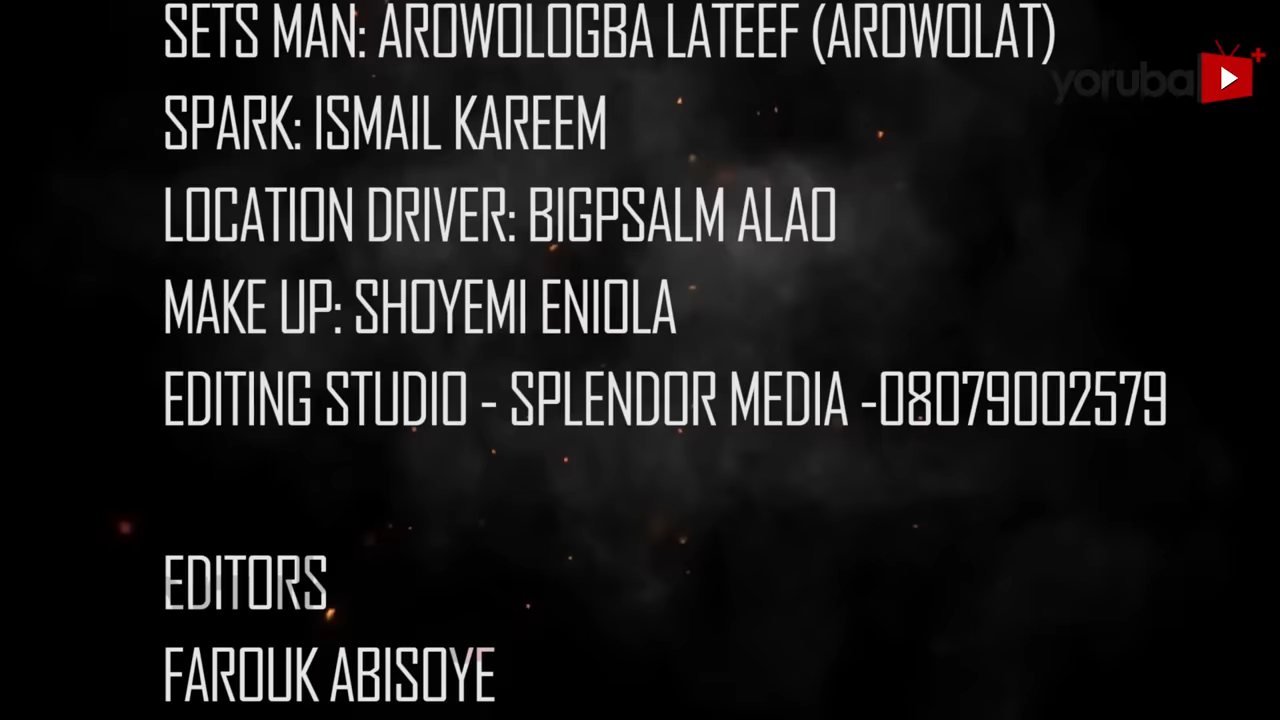 SETS MAN: AROWOLOGBA LATEEF (AROWOLAT)
yoruba
SPARK: ISMAIL KAREEM
LOCATION DRIVER: BIGPSALM ALAO
MAKE UP: SHOYEMI ENIOLA
EDITING STUDIO - SPLENDOR MEDIA -08079002579
EDITORS
FAROUK ABISOYE